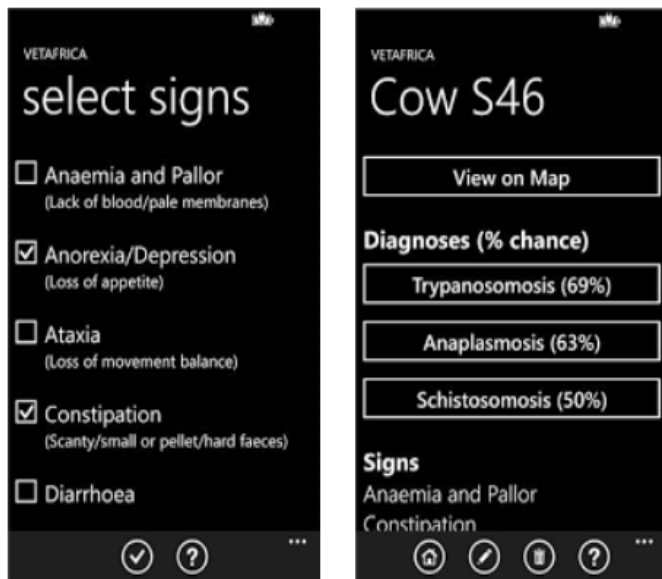 VETAFRICA
select signs
Anaemia and Pallor
(Lack of blood/pale membranes)
Anorexia/Depression
(Loss of appetite)
Ataxia
(Loss of movement balance)
Constipation
(Scanty/small or pellet/hard faeces)
Diarrhoea
VETAFRICA
Cow S46
View on Map
Diagnoses (% chance)
Trypanosomosis (69%)
Anaplasmosis (63%)
Schistosomosis (50%)
Signs
Anaemia and Pallor
Constipation